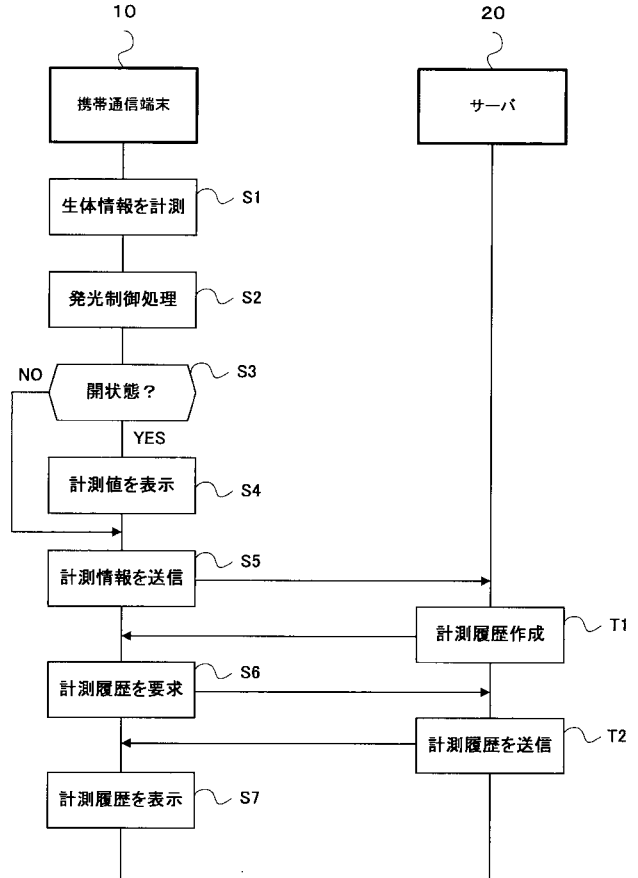 10
20
携帯通信端末
サーバ
生体情報を計測
S1
発光制御処理
S2
NO
開状態？
S3
YES
計測値を表示
S4
計測情報を送信
S5
計測履歴作成
T1
計測履歴を要求
S6
計測履歴を送信
T2
計測履歴を表示
S7